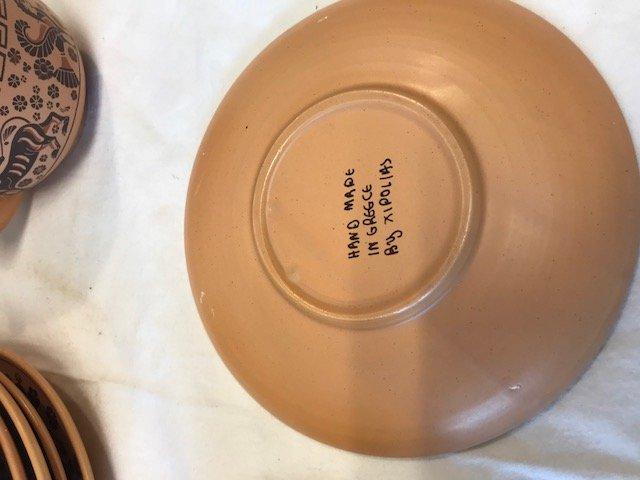 HAND MADE
IN GREECE
By XIPOLIAS